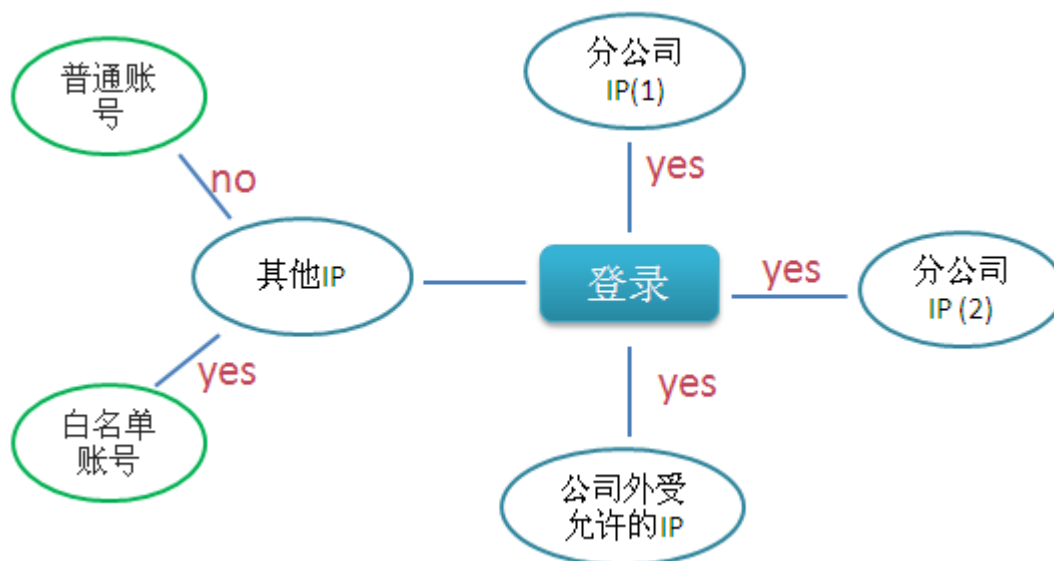 分公司
IP(1)
普通账
号
yes
no
其他IP
登录
yes
分公司
IP (2)
yes
yes
白名单
账号
公司外受
允许的IP